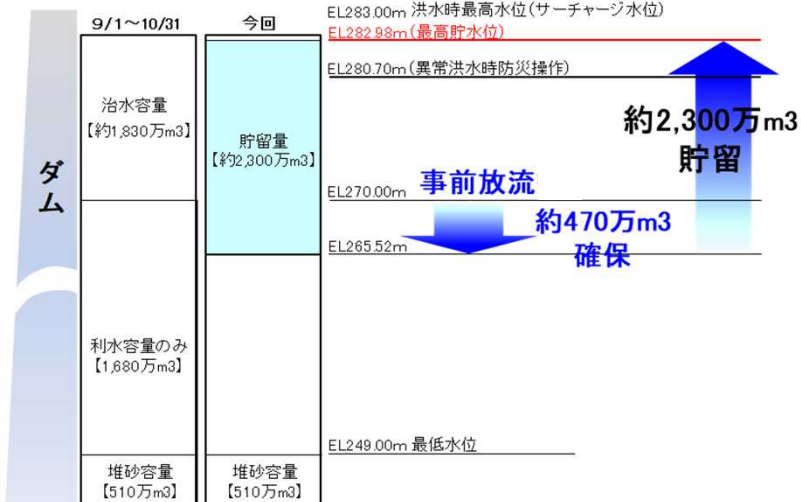 9/1～10/31
今回
EL283.00m 洪水時最高水位(サーチャージ水位)
EL282.98m(最高貯水位)
EL280.70m(異常洪水時防災操作)
治水容量
【約1,830万m3】
貯留量
【約2,300万m3】
約2,300万m3
貯留
ダム
事前放流
EL270.00m
約470万m3
確保
EL265.52m
利水容量のみ
【1,680万m3】
EL249.00m 最低水位
堆砂容量
【510万m3】
堆砂容量
【510万m3】